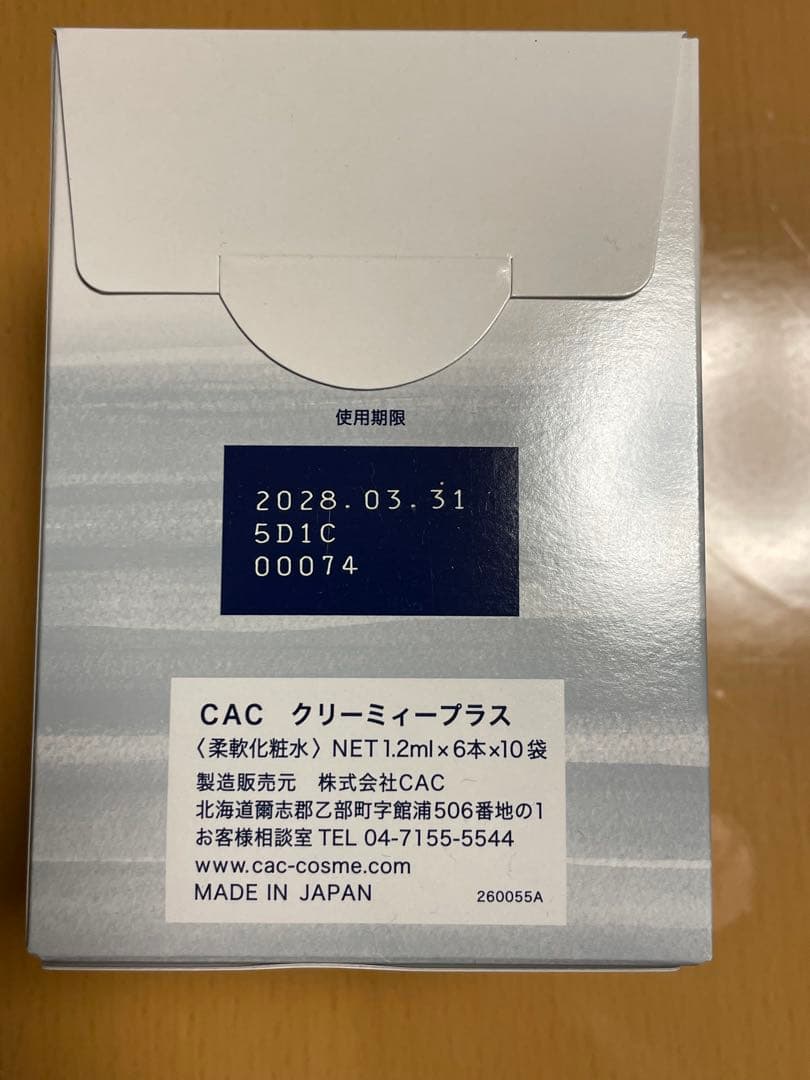 使用期限
2028.03.31
5D1C
00074
CAC クリーミィープラス
〈柔軟化粧水〉NET 1.2ml×6本×10袋
製造販売元 株式会社CAC
北海道爾志郡乙部町字館浦506番地の1
お客様相談室 TEL 04-7155-5544
www.cac-cosme.com
MADE IN JAPAN 260055A